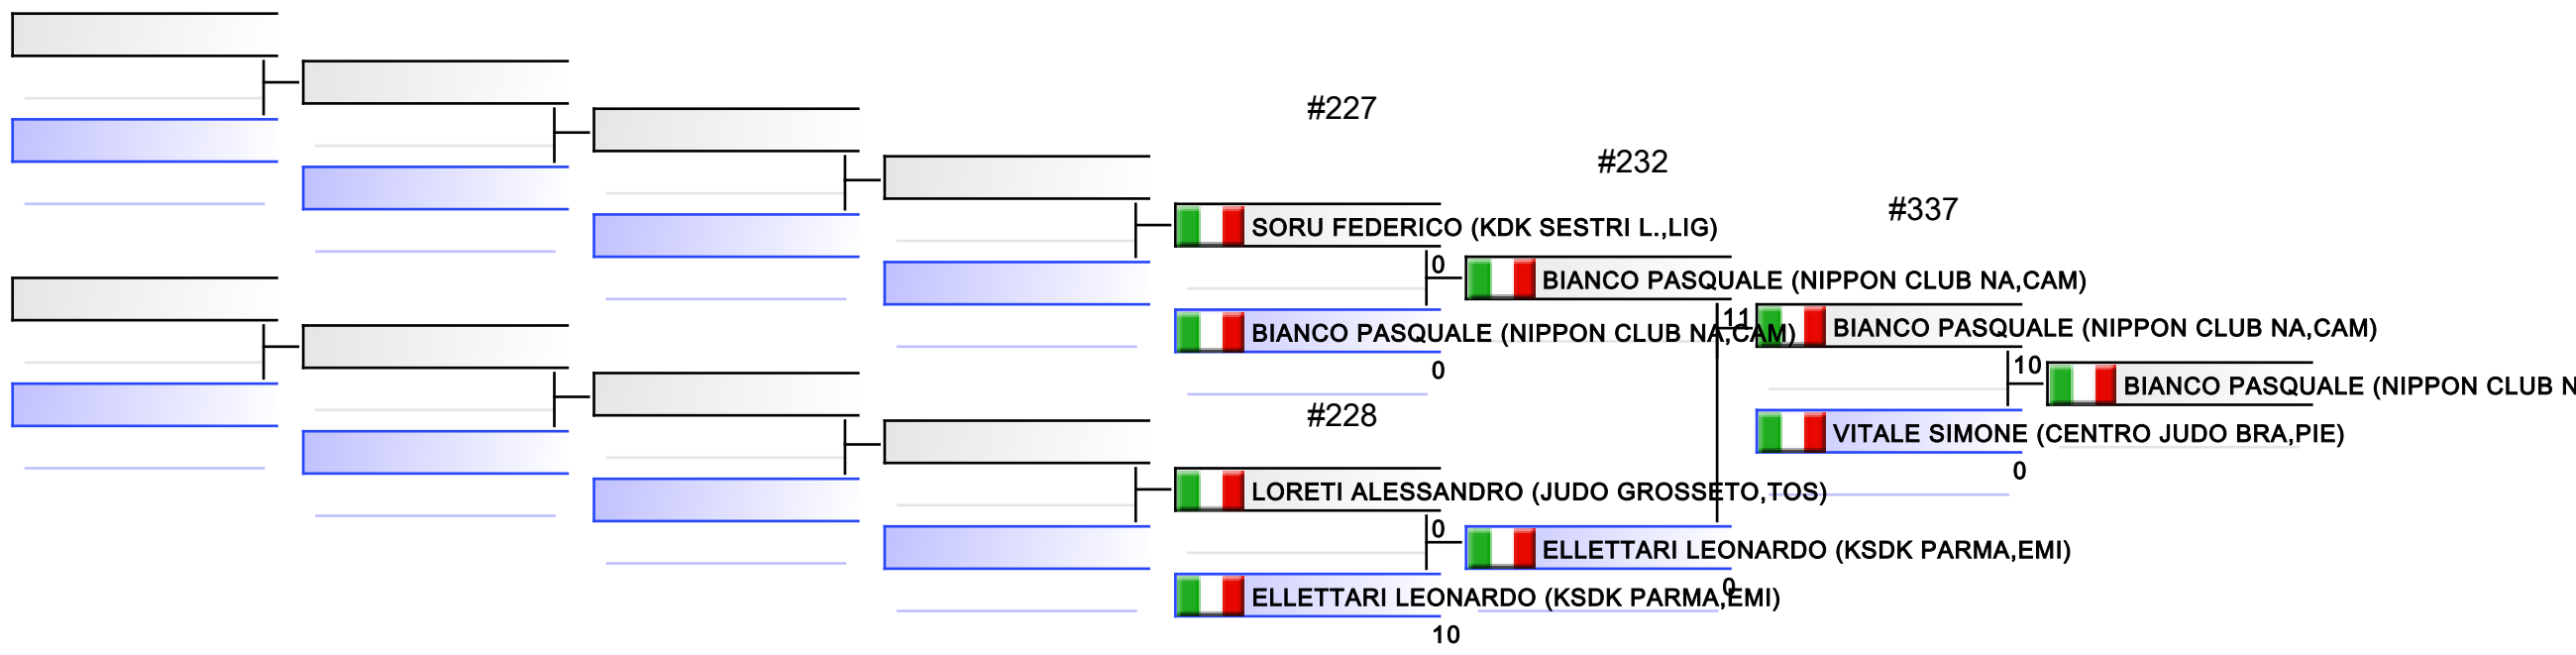 #227
#232
#337
SORU FEDERICO (KDK SESTRI L.,LIG)
0
BIANCO PASQUALE (NIPPON CLUB NA,CAM)
11
BIANCO PASQUALE (NIPPON CLUB NA,CAM)
BIANCO PASQUALE (NIPPON CLUB NA,CAM)
0
10
BIANCO PASQUALE (NIPPON CLUB N
#228
VITALE SIMONE (CENTRO JUDO BRA,PIE)
0
LORETI ALESSANDRO (JUDO GROSSETO,TOS)
0
ELLETTARI LEONARDO (KSDK PARMA,EMI)
0
ELLETTARI LEONARDO (KSDK PARMA,EMI)
10